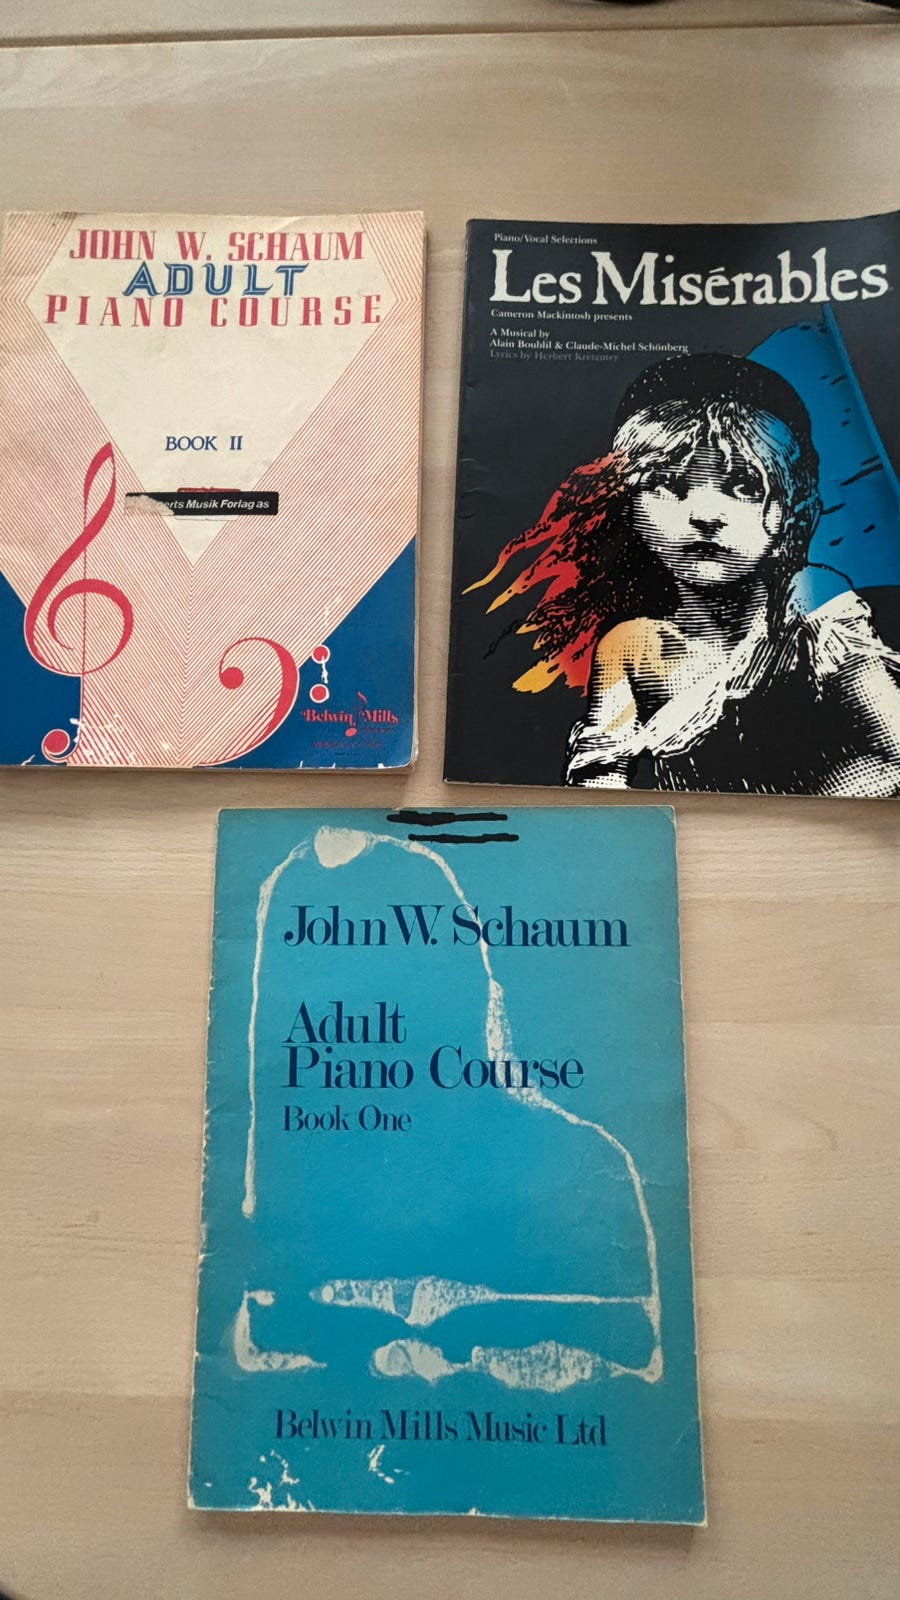 JOHN W. SCHAUM
ADULT
PIANO COURSE
BOOK II
Musik Forlag as
Belwin Mills
Piano/Vocal Selections
Les Misérables
Cameron Mackintosh presents
A Musical by
Alain Boublil & Claude-Michel Schönberg
Lyrics by Herbert Kretzmer
John W. Schaum
Adult
Piano Course
Book One
Belwin Mills Music Ltd